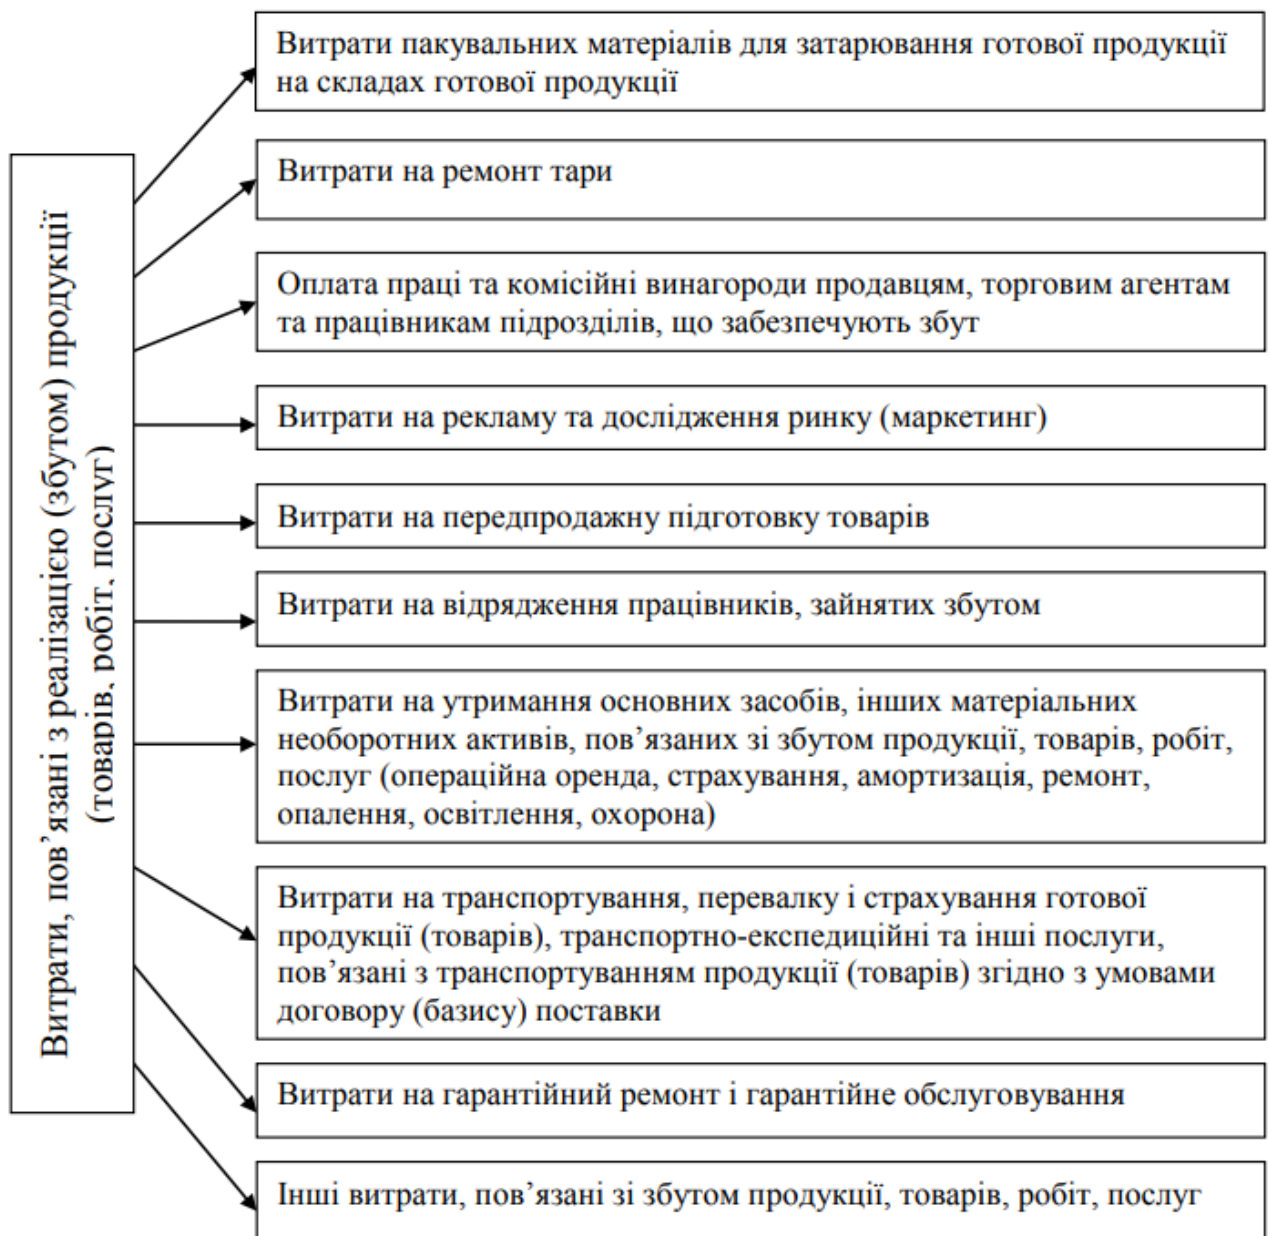 Витрати, пов’язані з реалізацією (збутом) продукції
(товарів, робіт, послуг)
Витрати пакувальних матеріалів для затарювання готової продукції
на складах готової продукції
Витрати на ремонт тари
Оплата праці та комісійні винагороди продавцям, торговим агентам
та працівникам підрозділів, що забезпечують збут
Витрати на рекламу та дослідження ринку (маркетинг)
Витрати на передпродажну підготовку товарів
Витрати на відрядження працівників, зайнятих збутом
Витрати на утримання основних засобів, інших матеріальних
необоротних активів, пов’язаних зі збутом продукції, товарів, робіт,
послуг (операційна оренда, страхування, амортизація, ремонт,
опалення, освітлення, охорона)
Витрати на транспортування, перевалку і страхування готової
продукції (товарів), транспортно-експедиційні та інші послуги,
пов’язані з транспортуванням продукції (товарів) згідно з умовами
договору (базису) поставки
Витрати на гарантійний ремонт і гарантійне обслуговування
Інші витрати, пов’язані зі збутом продукції, товарів, робіт, послуг